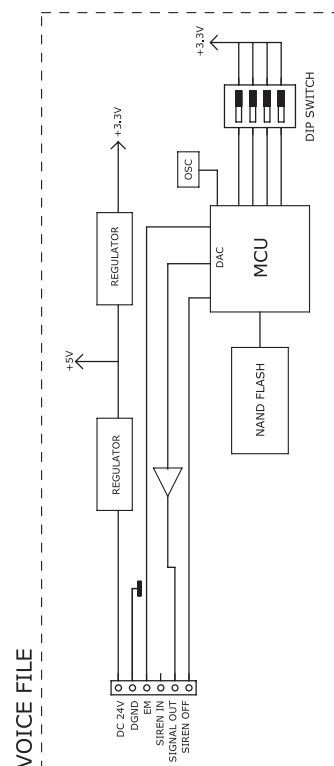 VOICE FILE
DC 24V
DGND
EM
SIREN IN
SIGNAL OUT
SIREN OFF
REGULATOR
+5V
REGULATOR
+3.3V
OSC
DAC
MCU
NAND FLASH
+3.3V
DIP SWITCH